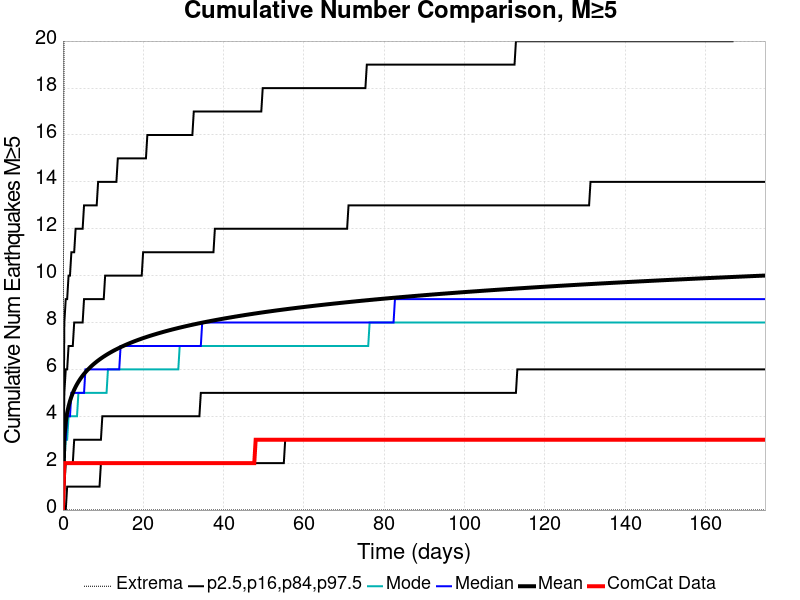 Cumulative Number Comparison, M≥5
Cumulative Num Earthquakes M≥5
20
18
16
14
12
10
8
6
4
2
0
0 20 40 60 80 100 120 140 160
Time (days)
Extrema p2.5,p16,p84,p97.5 Mode Median Mean ComCat Data